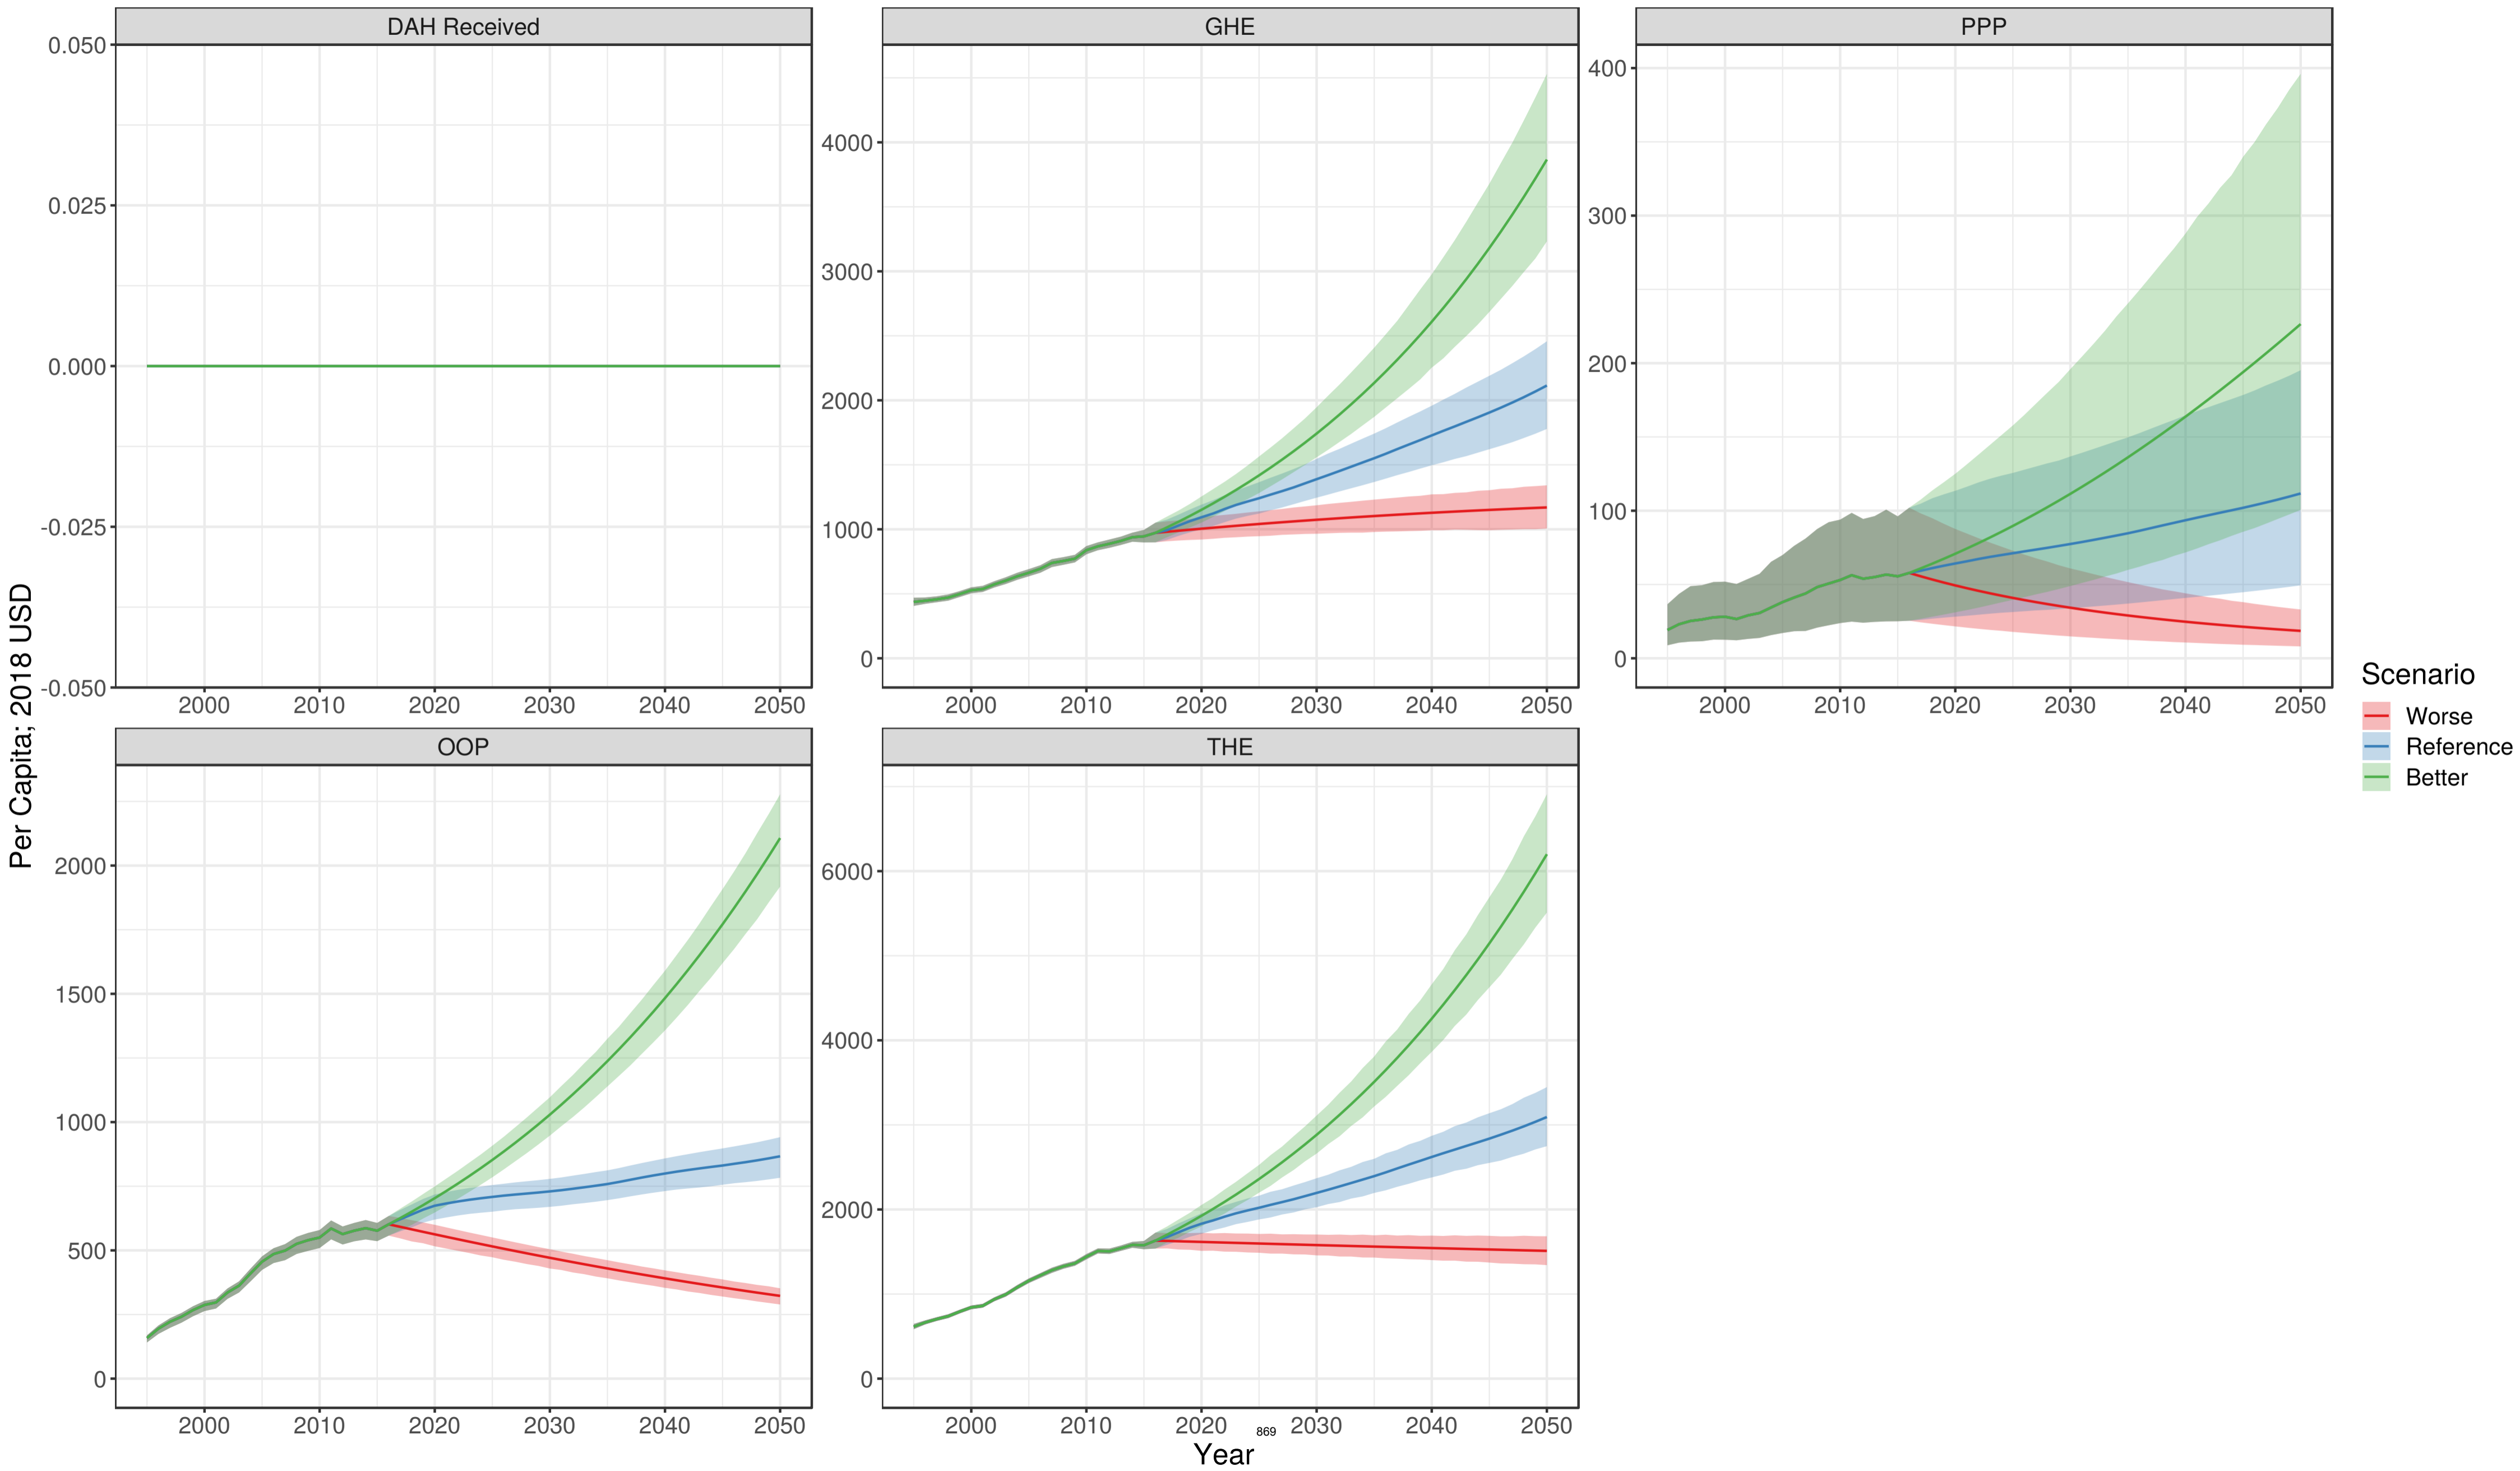 DAH Received
GHE
PPP
0.050
0.025
0.000
-0.025
-0.050
4000
3000
2000
1000
0
400
300
200
100
0
2000 2010 2020 2030 2040 2050
2000 2010 2020 2030 2040 2050
2000 2010 2020 2030 2040 2050
Per Capita; 2018 USD
OOP
THE
2000
1500
1000
500
0
6000
4000
2000
0
2000 2010 2020 2030 2040 2050
2000 2010 2020 2030 2040 2050
869
Year
Scenario
Worse
Reference
Better